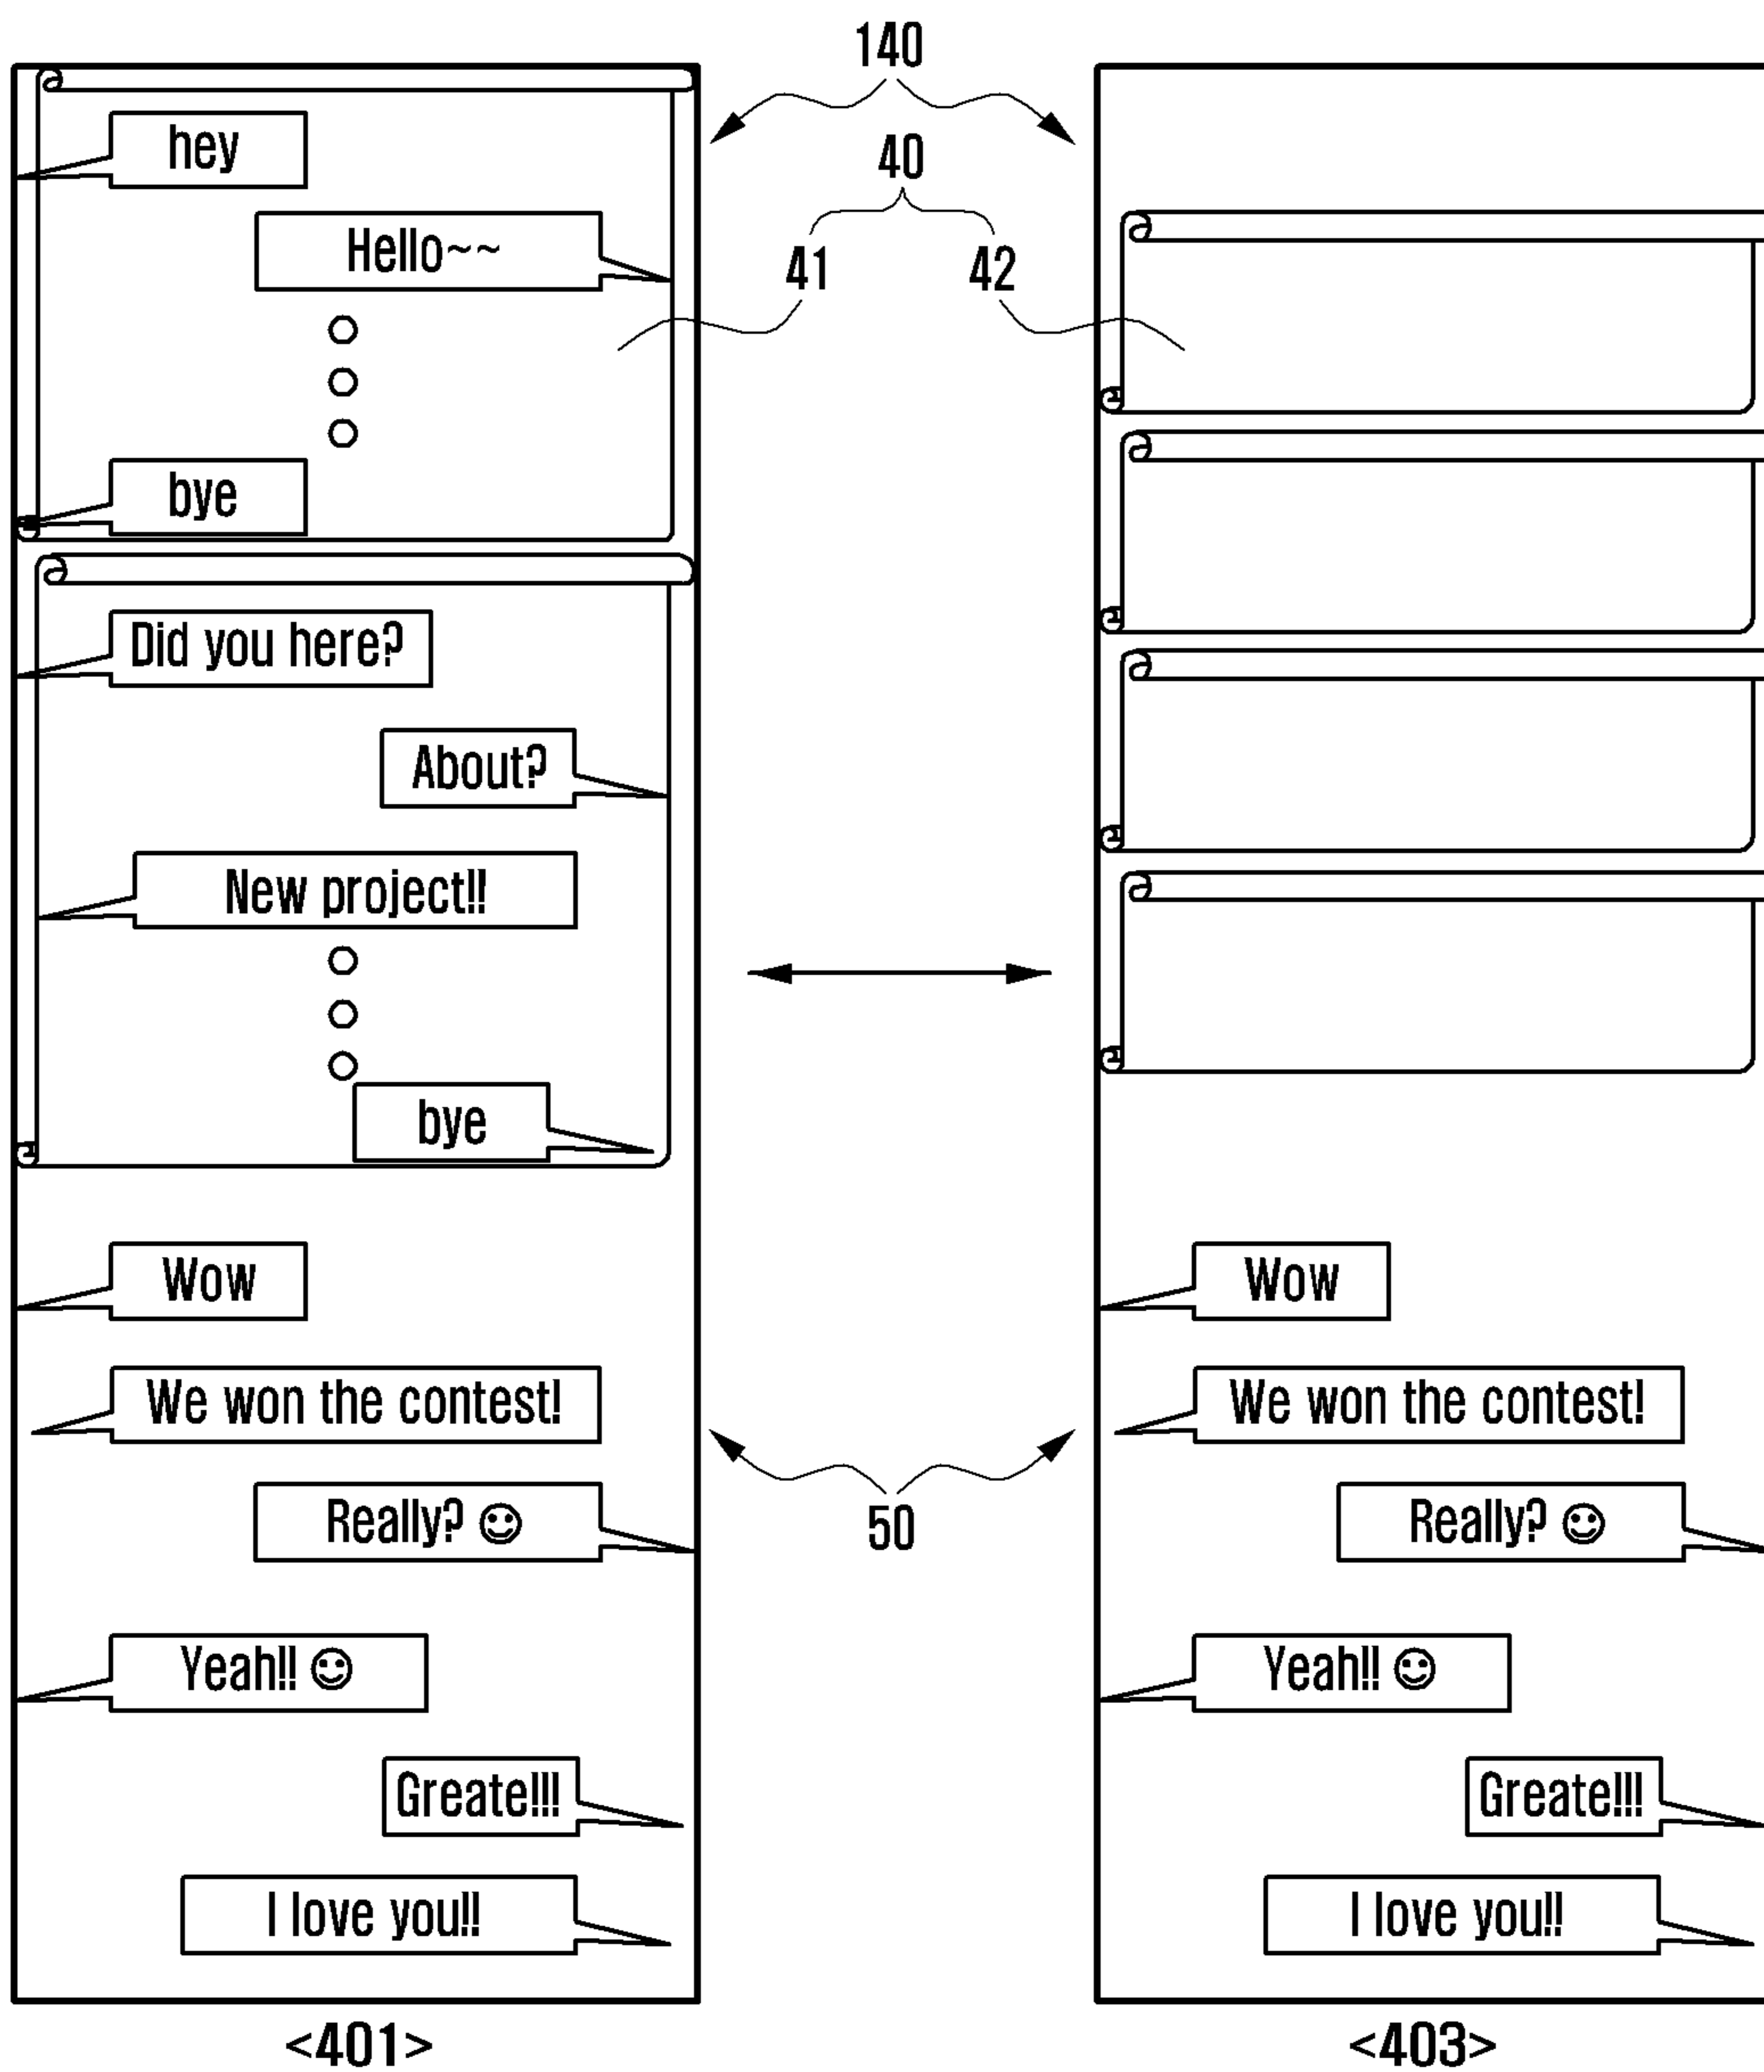 140
40
41
42
hey
Hello~~
bye
Did you here?
About?
New project!!
bye
Wow
We won the contest!
Really? ☺
Yeah!! ☺
Greate!!!
I love you!!
50
Wow
We won the contest!
Really? ☺
Yeah!! ☺
Greate!!!
I love you!!
<401>
<403>